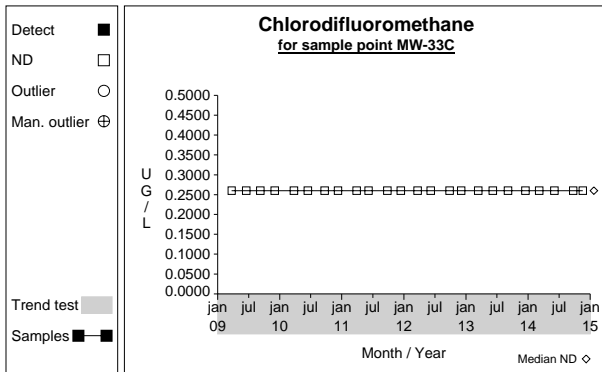 Detect
ND
Outlier
Man. outlier
Trend test
Samples
Chlorodifluoromethane
for sample point MW-33C
U
G
/
L
0.5000
0.4500
0.4000
0.3500
0.3000
0.2500
0.2000
0.1500
0.1000
0.0500
0.0000
jan jul jan jul jan jul jan jul jan jul jan jul jan
09 10 11 12 13 14 15
Month / Year
Median ND